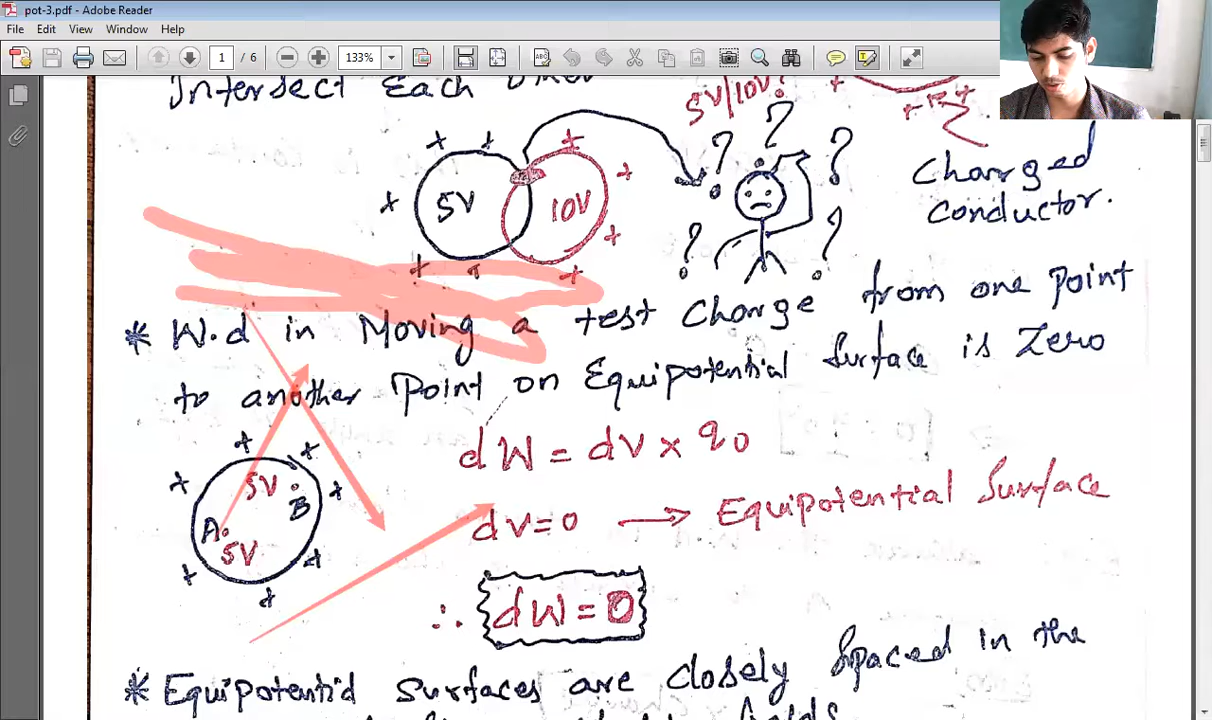 pot-3.pdf - Adobe Reader
File Edit View Window Help
1 / 6 133%
Intersect Each other
5V/10V?
5V 10V
? ? ? ? ?
Charged
conductor.
* W.d in Moving a test charge from one point
to another Point on Equipotential Surface is Zero
dW = dV × q0
5V . B
A .
5V
dV=0 → Equipotential Surface
∴ dW = 0
* Equipotential surfaces are closely Spaced in the